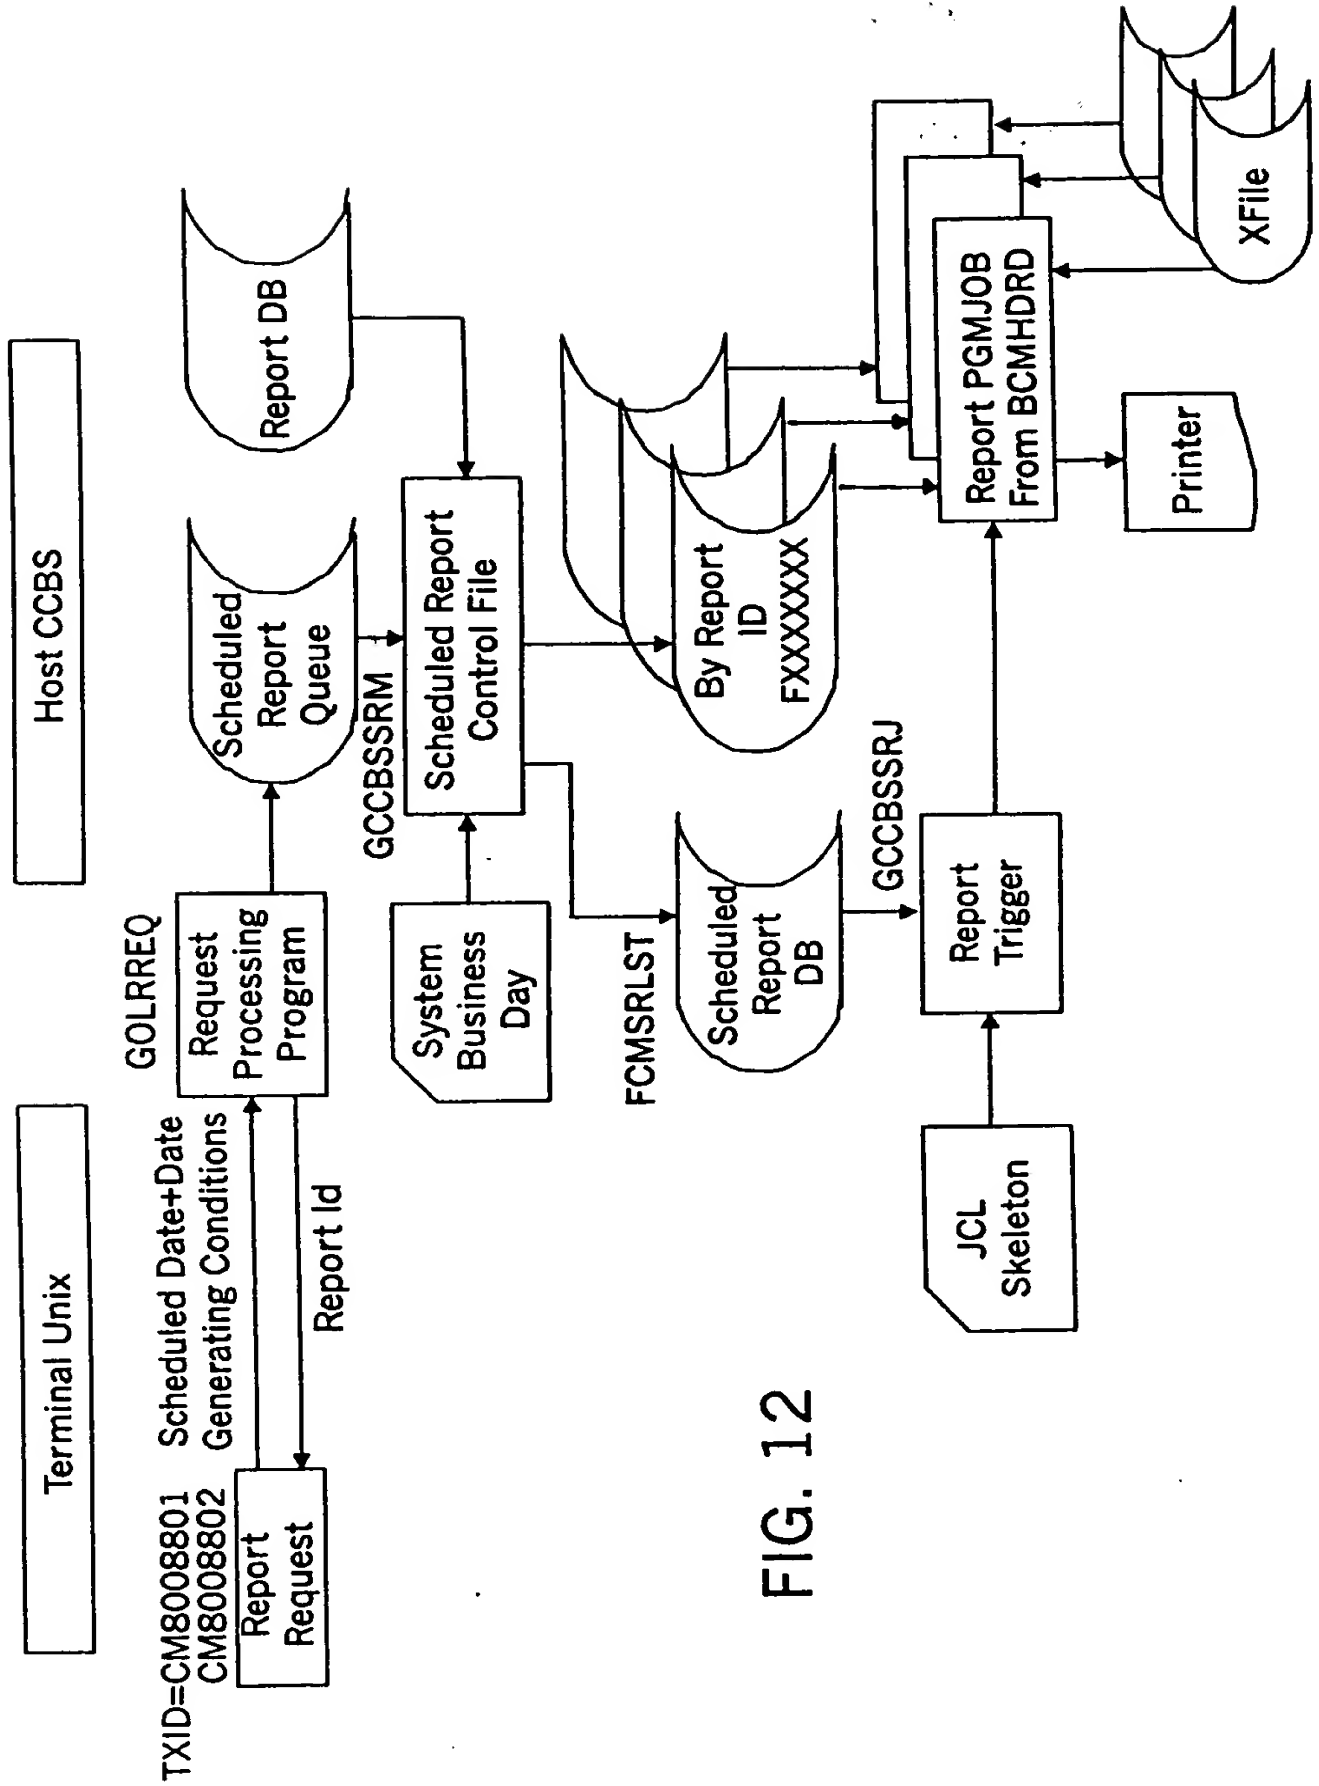 Terminal Unix
Host CCBS
TXID=CM8008801
CM8008802
Scheduled Date+Date
Generating Conditions
GOLRREQ
Report
Request
Report Id
Request
Processing
Program
Scheduled
Report
Queue
Report DB
GCCBSSRM
System
Business
Day
Scheduled Report
Control File
FCMSRLST
Scheduled
Report
DB
By Report
ID
FXXXXXXX
GCCBSSRJ
JCL
Skeleton
Report
Trigger
Report PGMJOB
From BCMHDRD
XFile
Printer
FIG. 12